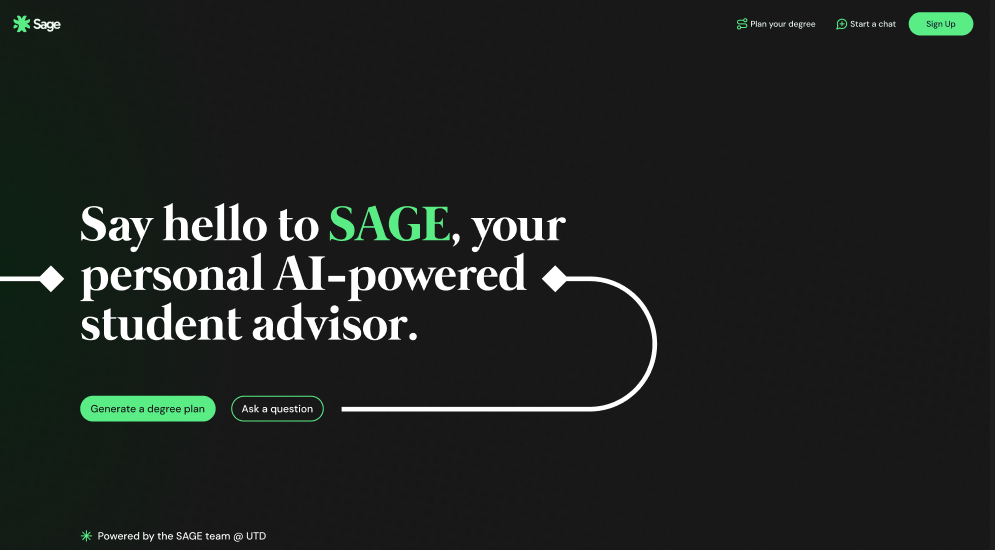 Sage
Plan your degree
Start a chat
Sign Up
Say hello to SAGE, your
personal AI-powered
student advisor.
Generate a degree plan
Ask a question
Powered by the SAGE team @ UTD